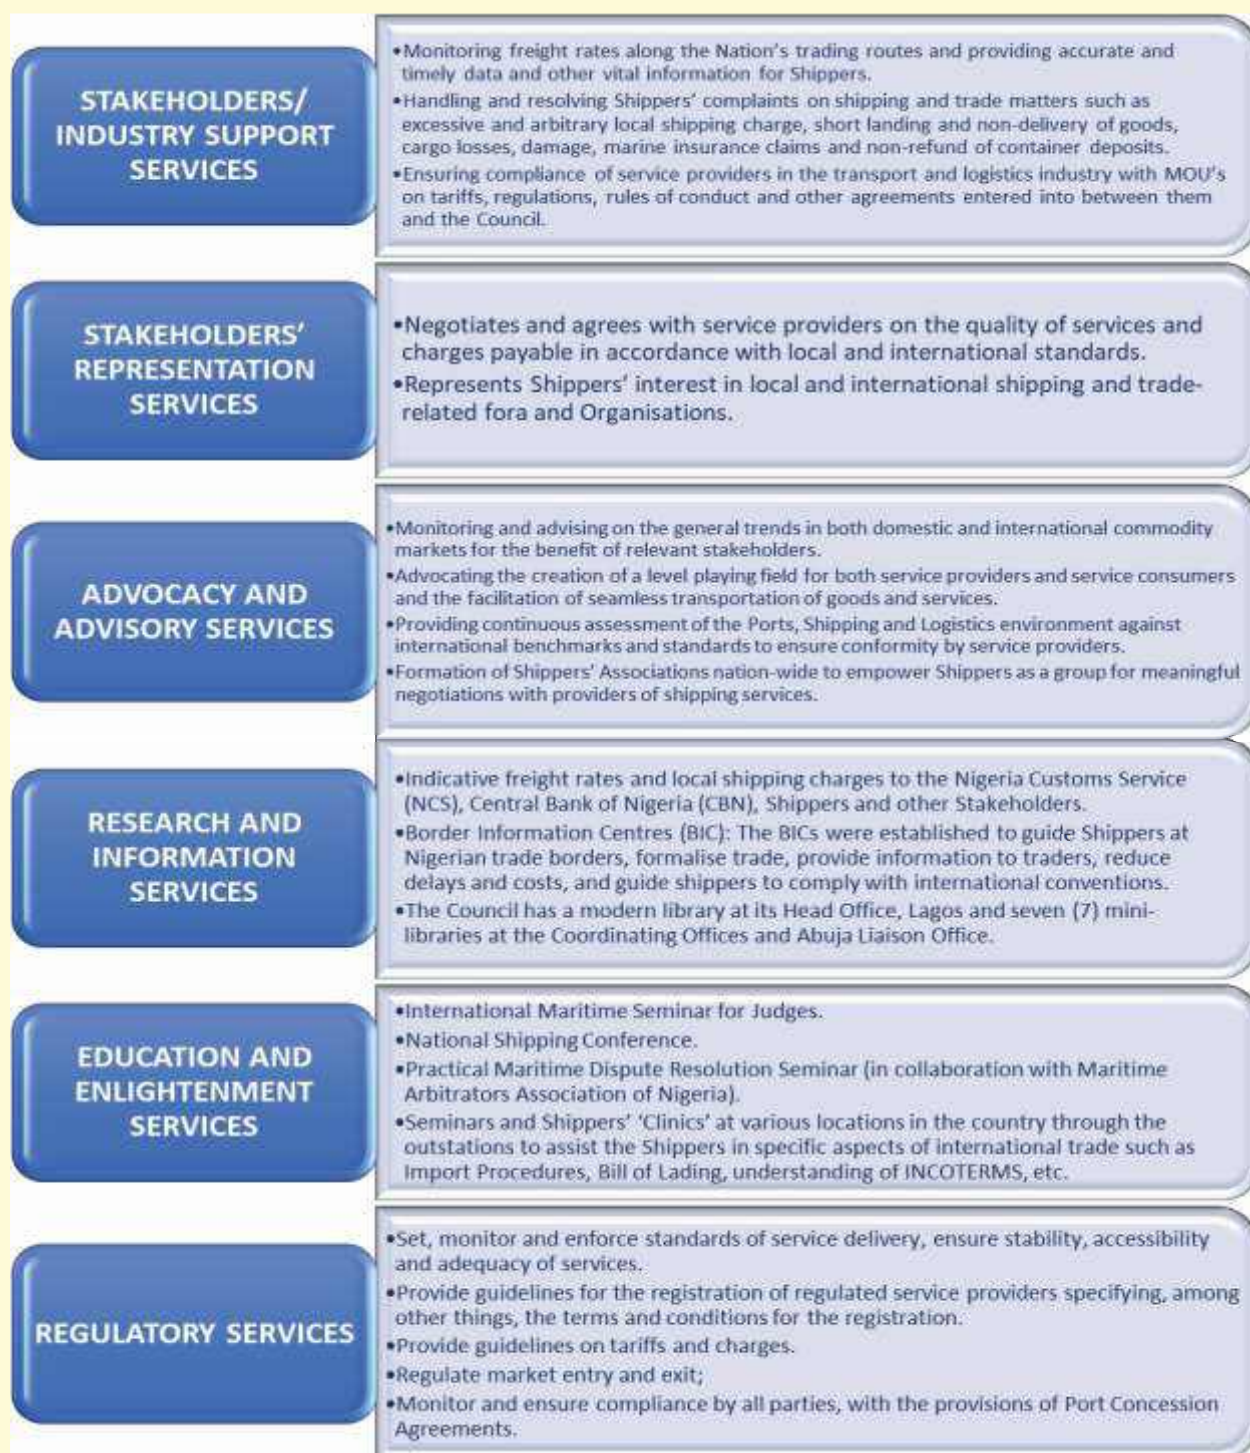 STAKEHOLDERS/
INDUSTRY SUPPORT
SERVICES
•Monitoring freight rates along the Nation's trading routes and providing accurate and
timely data and other vital information for Shippers.
•Handling and resolving Shippers' complaints on shipping and trade matters such as
excessive and arbitrary local shipping charge, short landing and non-delivery of goods,
cargo losses, damage, marine insurance claims and non-refund of container deposits.
•Ensuring compliance of service providers in the transport and logistics industry with MOU's
on tariffs, regulations, rules of conduct and other agreements entered into between them
and the Council.
STAKEHOLDERS'
REPRESENTATION
SERVICES
•Negotiates and agrees with service providers on the quality of services and
charges payable in accordance with local and international standards.
•Represents Shippers' interest in local and international shipping and trade-
related fora and Organisations.
ADVOCACY AND
ADVISORY SERVICES
•Monitoring and advising on the general trends in both domestic and international commodity
markets for the benefit of relevant stakeholders.
•Advocating the creation of a level playing field for both service providers and service consumers
and the facilitation of seamless transportation of goods and services.
•Providing continuous assessment of the Ports, Shipping and Logistics environment against
international benchmarks and standards to ensure conformity by service providers.
•Formation of Shippers' Associations nation-wide to empower Shippers as a group for meaningful
negotiations with providers of shipping services.
RESEARCH AND
INFORMATION
SERVICES
•Indicative freight rates and local shipping charges to the Nigeria Customs Service
(NCS), Central Bank of Nigeria (CBN), Shippers and other Stakeholders.
•Border Information Centres (BIC): The BICs were established to guide Shippers at
Nigerian trade borders, formalise trade, provide information to traders, reduce
delays and costs, and guide shippers to comply with international conventions.
•The Council has a modern library at its Head Office, Lagos and seven (7) mini-
libraries at the Coordinating Offices and Abuja Liaison Office.
EDUCATION AND
ENLIGHTENMENT
SERVICES
•International Maritime Seminar for Judges.
•National Shipping Conference.
•Practical Maritime Dispute Resolution Seminar (in collaboration with Maritime
Arbitrators Association of Nigeria).
•Seminars and Shippers' 'Clinics' at various locations in the country through the
outstations to assist the Shippers in specific aspects of international trade such as
Import Procedures, Bill of Lading, understanding of INCOTERMS, etc.
REGULATORY SERVICES
•Set, monitor and enforce standards of service delivery, ensure stability, accessibility
and adequacy of services.
•Provide guidelines for the registration of regulated service providers specifying, among
other things, the terms and conditions for the registration.
•Provide guidelines on tariffs and charges.
•Regulate market entry and exit;
•Monitor and ensure compliance by all parties, with the provisions of Port Concession
Agreements.